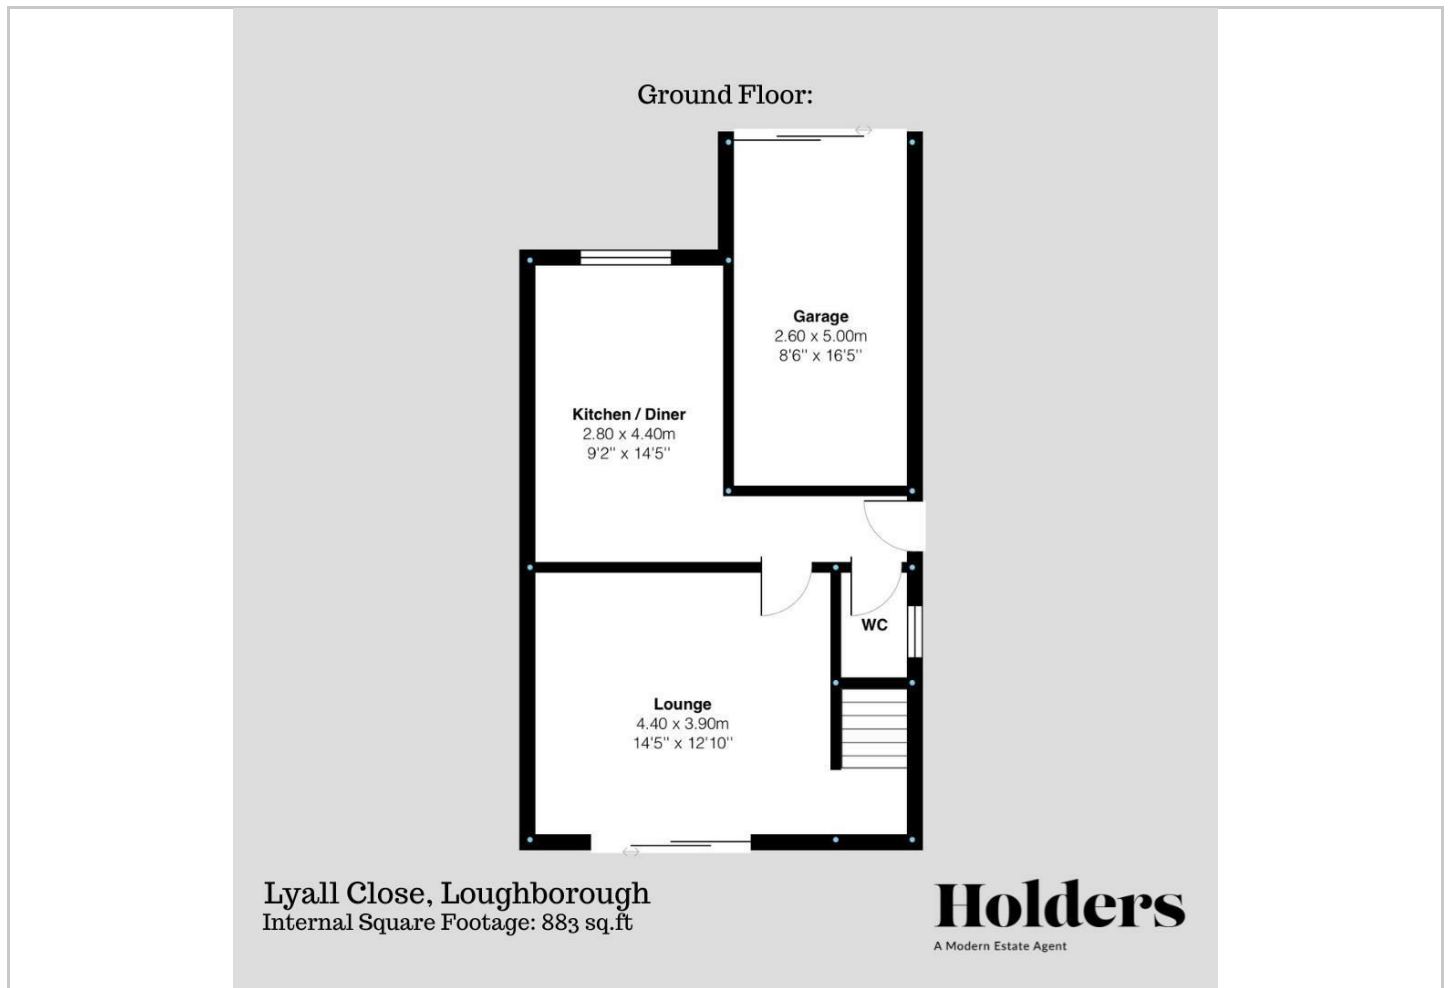 Ground Floor:
Garage
2.60 x 5.00m
8'6" x 16'5"
Kitchen / Diner
2.80 x 4.40m
9'2" x 14'5"
WC
Lounge
4.40 x 3.90m
14'5" x 12'10"
Lyall Close, Loughborough
Internal Square Footage: 883 sq.ft
Holders
A Modern Estate Agent